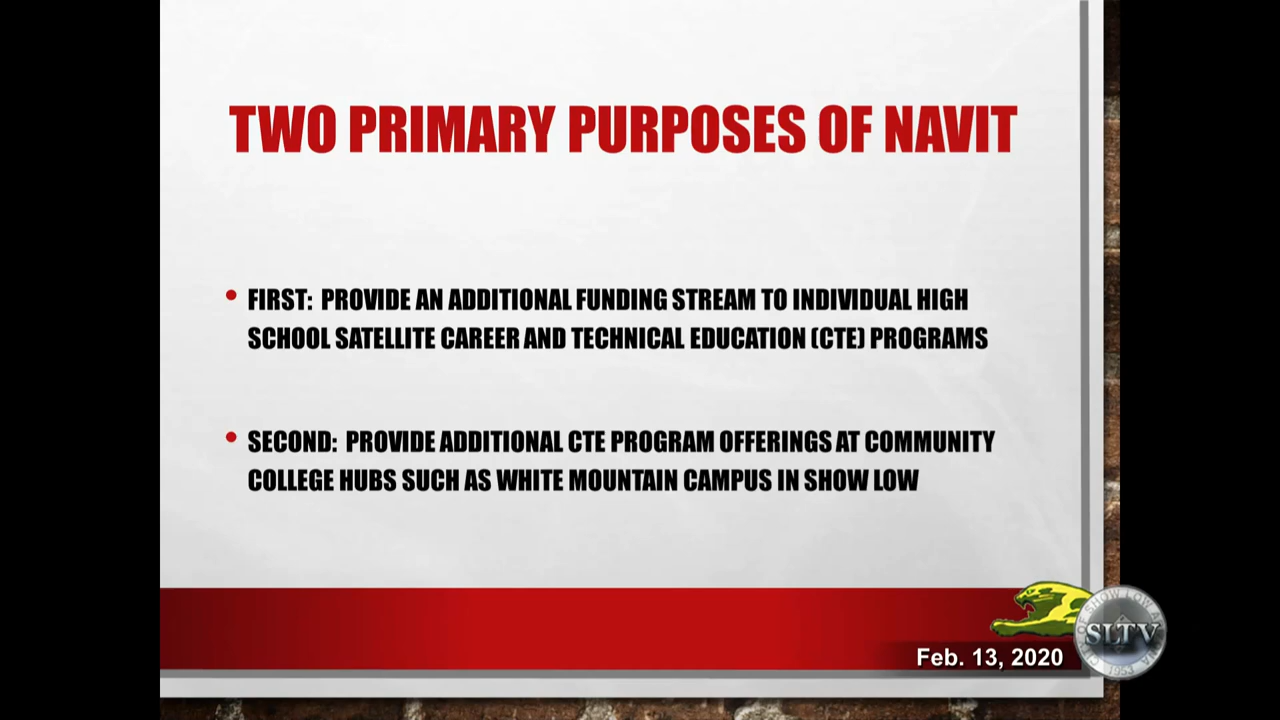 TWO PRIMARY PURPOSES OF NAVIT
• FIRST: PROVIDE AN ADDITIONAL FUNDING STREAM TO INDIVIDUAL HIGH
SCHOOL SATELLITE CAREER AND TECHNICAL EDUCATION (CTE) PROGRAMS
• SECOND: PROVIDE ADDITIONAL CTE PROGRAM OFFERINGS AT COMMUNITY
COLLEGE HUBS SUCH AS WHITE MOUNTAIN CAMPUS IN SHOW LOW
SLTV
1953
Feb. 13, 2020